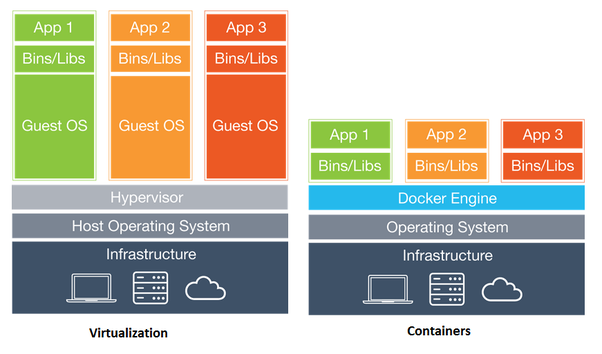 App 1
App 2
App 3
Bins/Libs
Bins/Libs
Bins/Libs
Guest OS
Guest OS
Guest OS
Hypervisor
Host Operating System
Infrastructure
Virtualization
App 1
App 2
App 3
Bins/Libs
Bins/Libs
Bins/Libs
Docker Engine
Operating System
Infrastructure
Containers